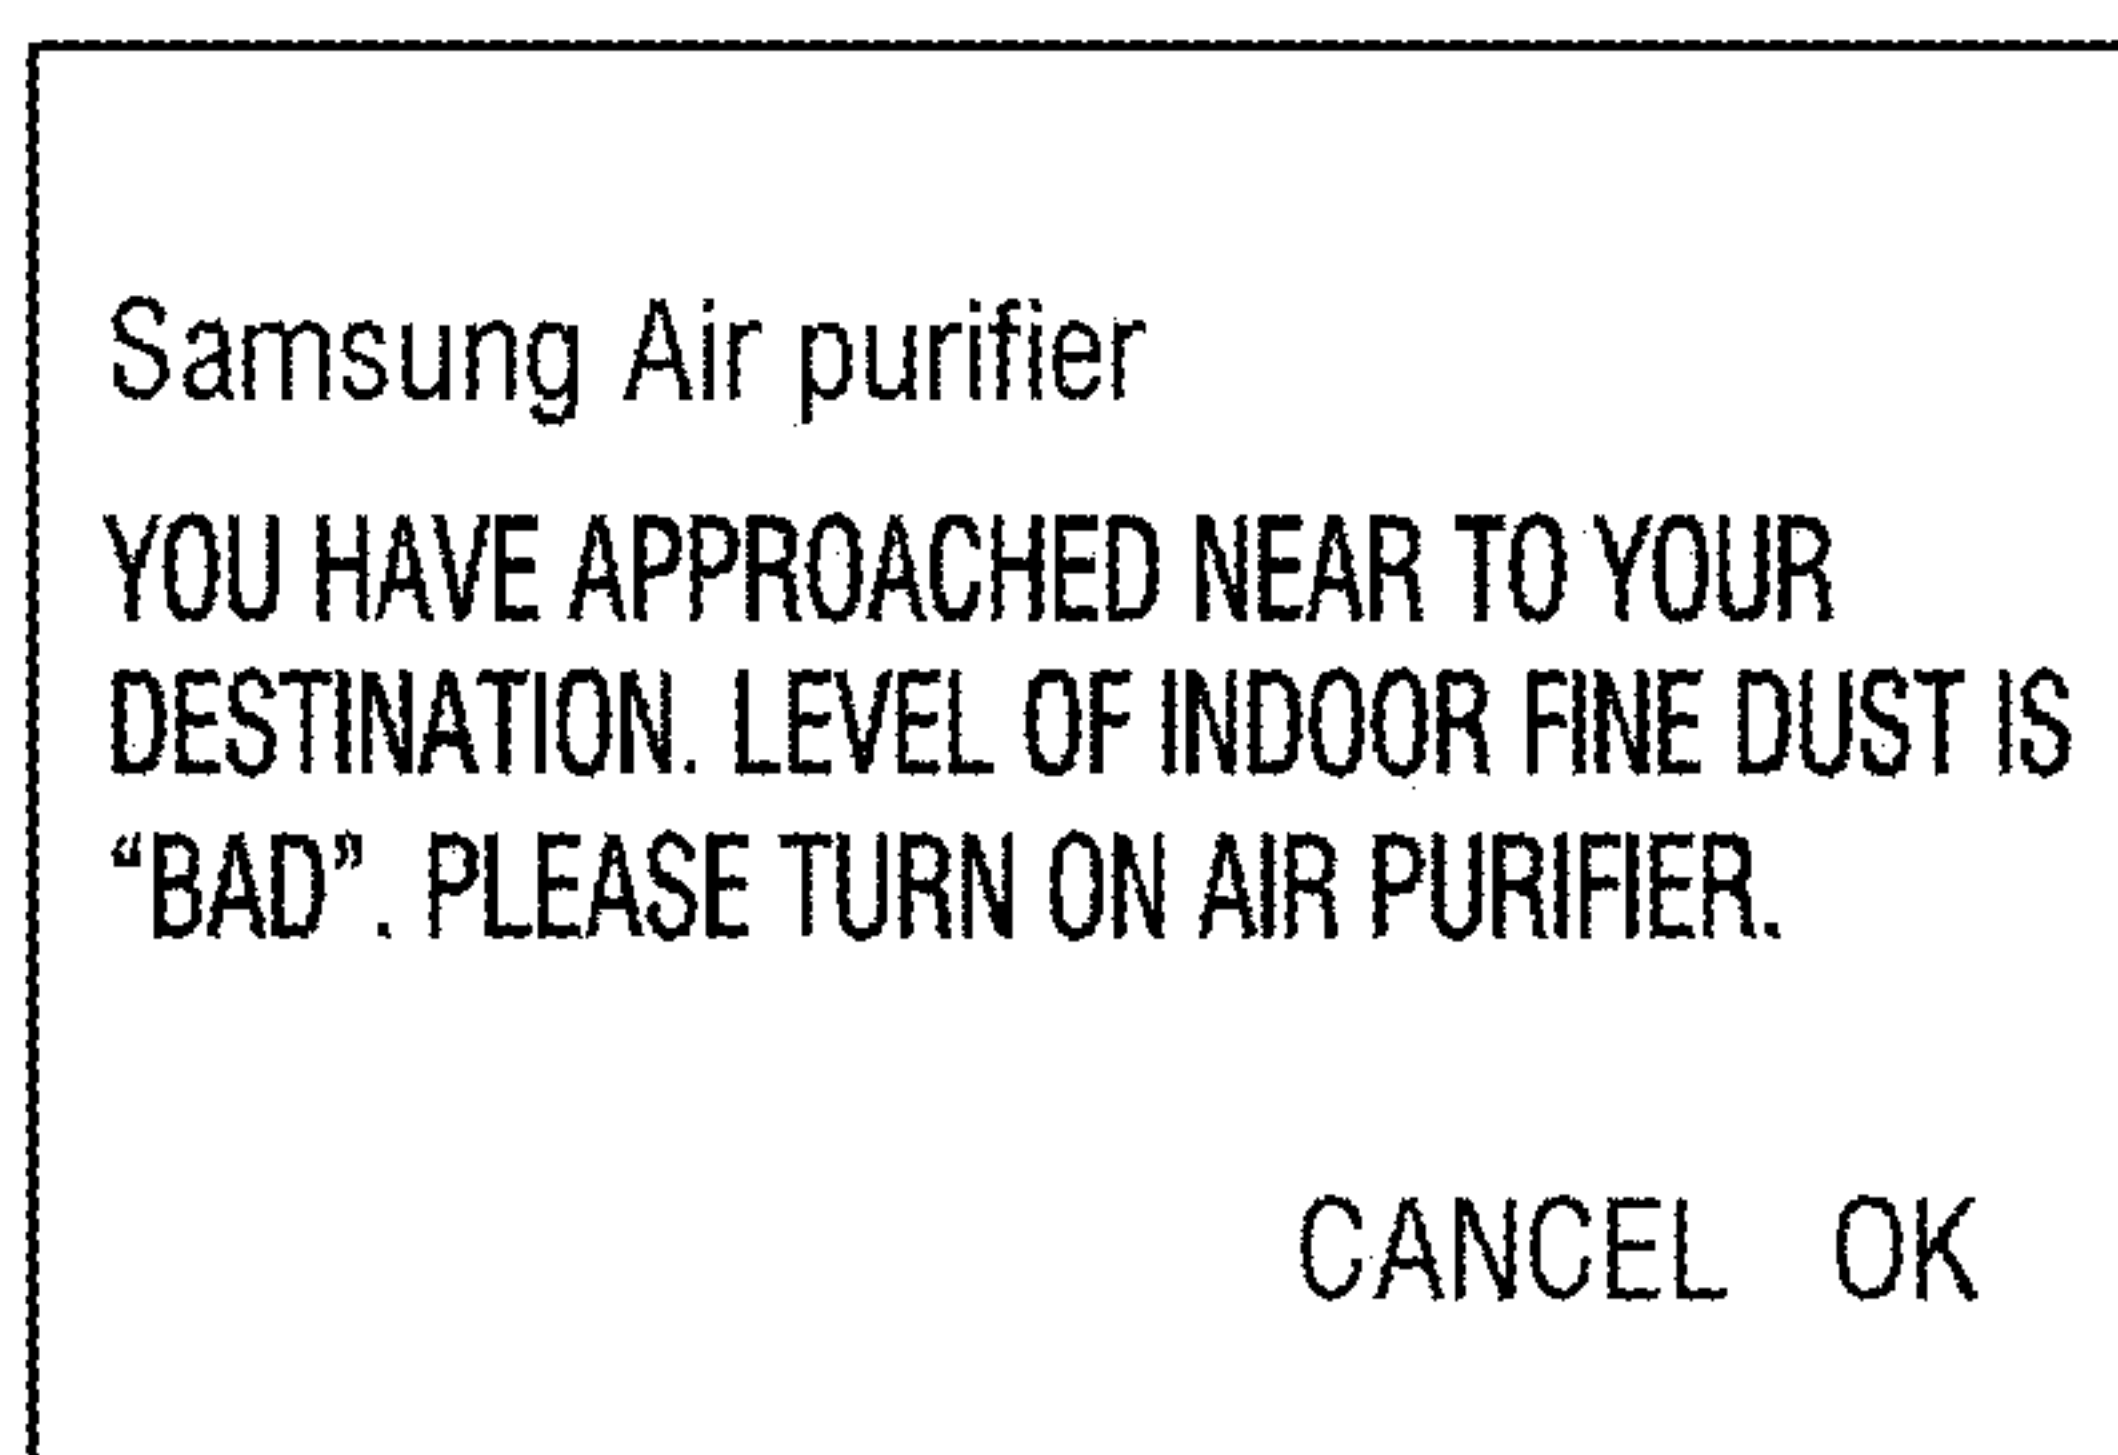 Samsung Air purifier
YOU HAVE APPROACHED NEAR TO YOUR
DESTINATION. LEVEL OF INDOOR FINE DUST IS
“BAD”. PLEASE TURN ON AIR PURIFIER.
CANCEL OK